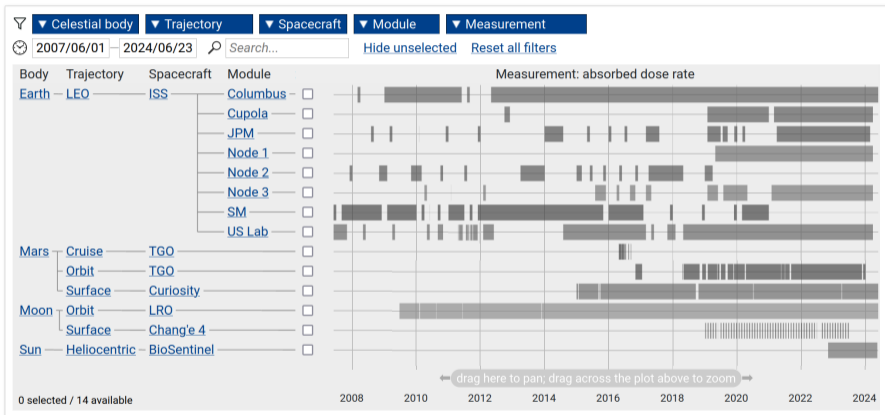 ▼ Celestial body ▼ Trajectory ▼ Spacecraft ▼ Module ▼ Measurement
2007/06/01 – 2024/06/23 Search... Hide unselected Reset all filters
Body Trajectory Spacecraft Module Measurement: absorbed dose rate
Earth LEO ISS Columbus
Cupola
JPM
Node 1
Node 2
Node 3
SM
US Lab
Mars Cruise TGO
Orbit TGO
Surface Curiosity
Moon Orbit LRO
Surface Chang'e 4
Sun Heliocentric BioSentinel
drag here to pan; drag across the plot above to zoom
0 selected / 14 available 2008 2010 2012 2014 2016 2018 2020 2022 2024